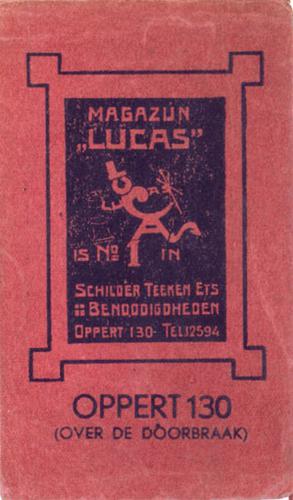 MAGAZIJN
„LUCAS”
IS No 1 IN
SCHILDER TEEKEN ETS
BENOODIGDHEDEN
OPPERT 130 - TEL.12594
OPPERT 130
(OVER DE DOORBRAAK)